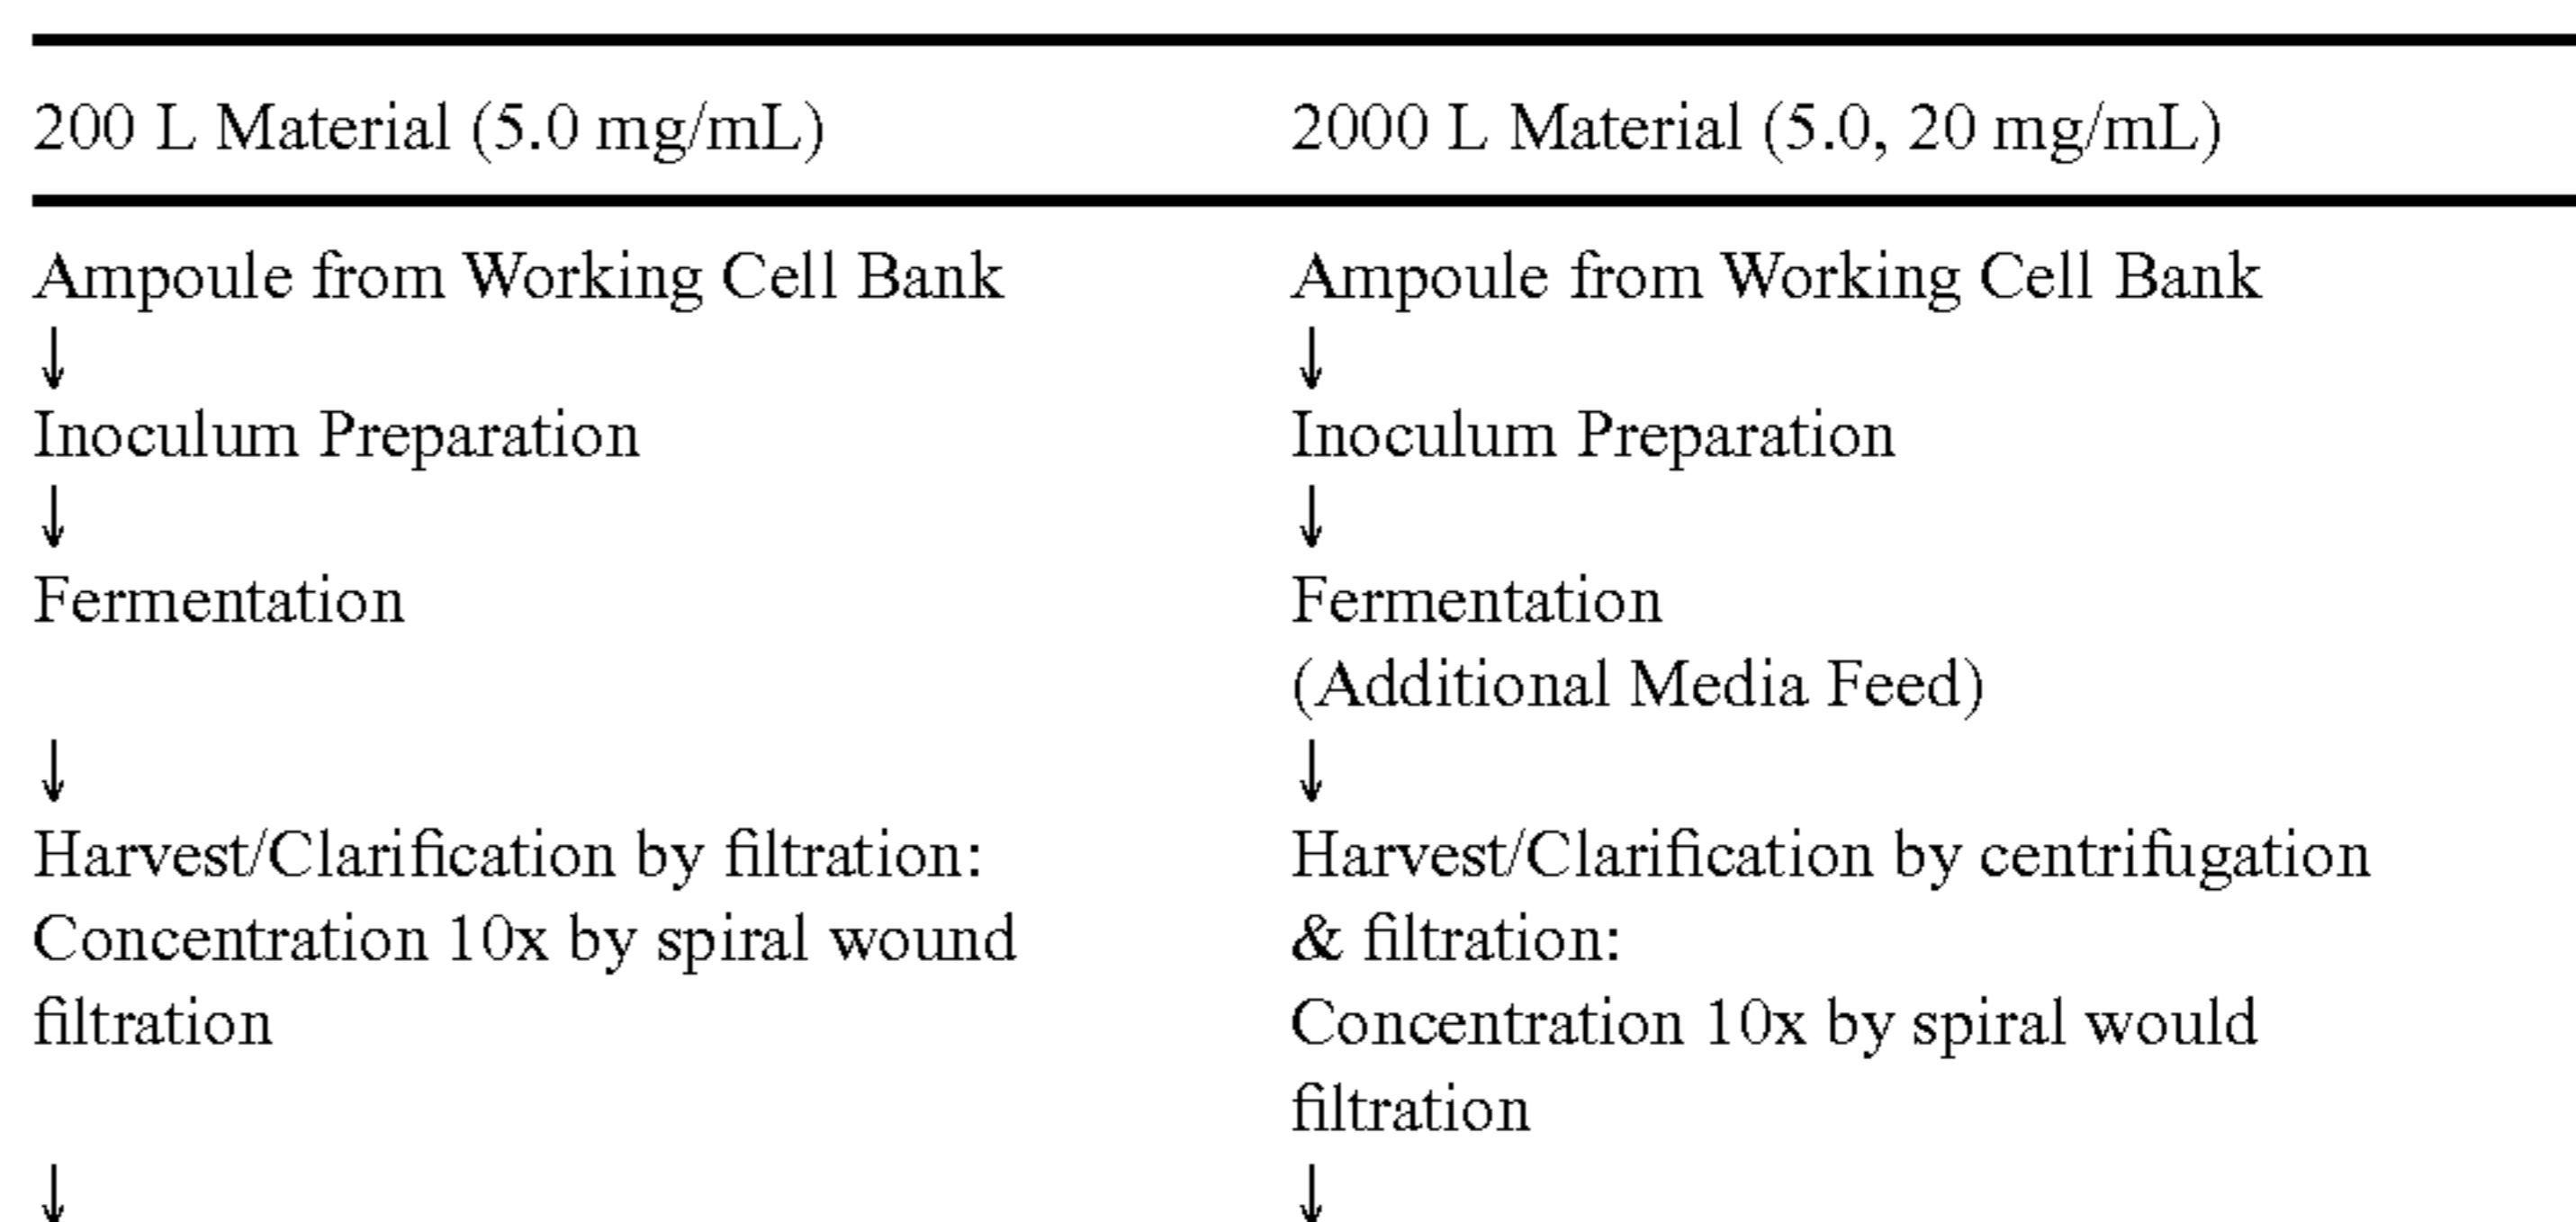 200 L Material (5.0 mg/mL) 2000 L Material (5.0, 20 mg/mL)
Ampoule from Working Cell Bank Ampoule from Working Cell Bank
↓ ↓
Inoculum Preparation Inoculum Preparation
↓ ↓
Fermentation Fermentation
(Additional Media Feed)
↓ ↓
Harvest/Clarification by filtration: Harvest/Clarification by centrifugation
Concentration 10x by spiral wound & filtration:
filtration Concentration 10x by spiral would
filtration
↓ ↓